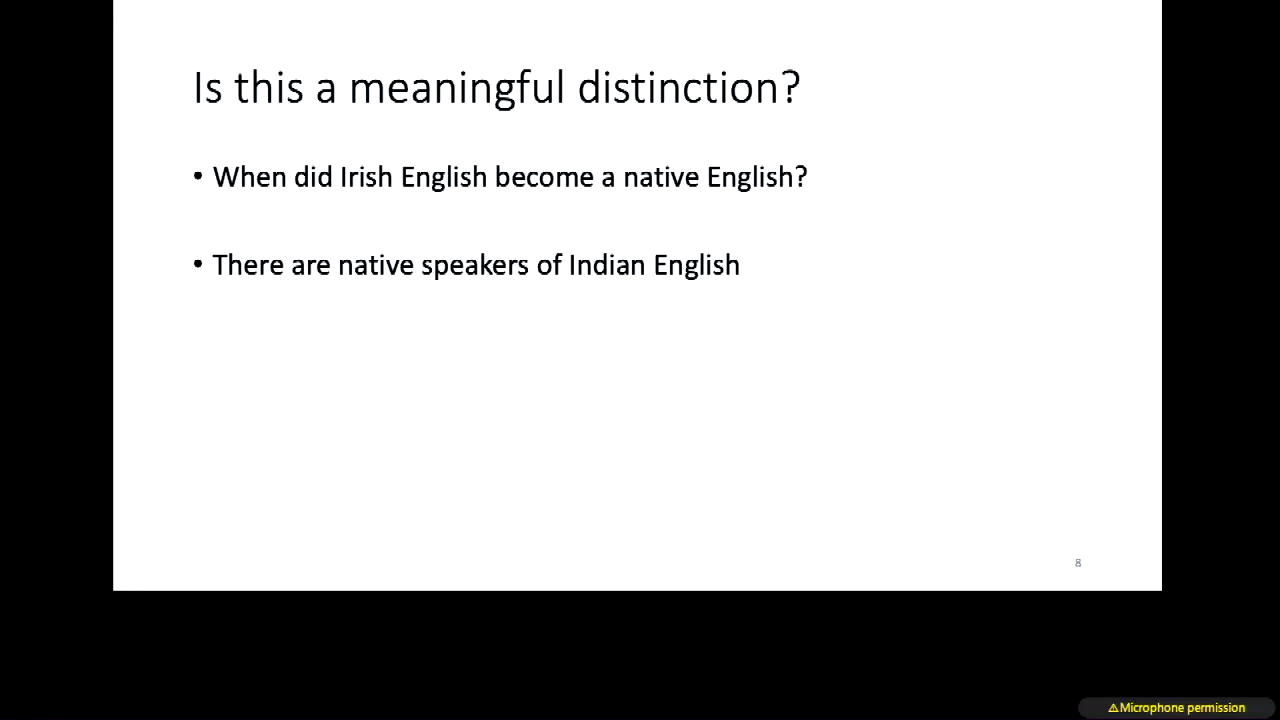 Is this a meaningful distinction?
• When did Irish English become a native English?
• There are native speakers of Indian English
8
⚠Microphone permission